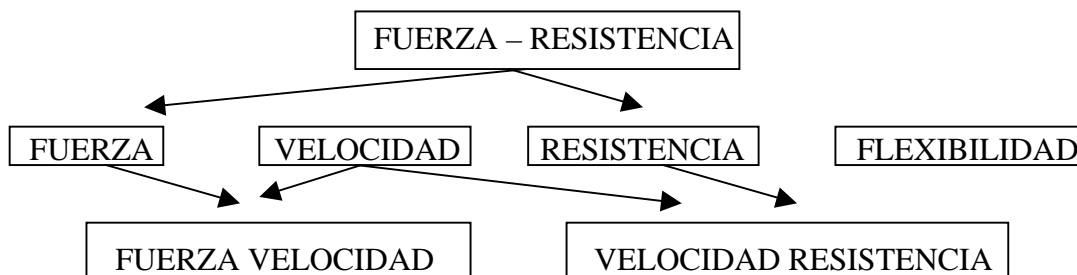 FUERZA – RESISTENCIA
FUERZA
VELOCIDAD
RESISTENCIA
FLEXIBILIDAD
FUERZA VELOCIDAD
VELOCIDAD RESISTENCIA